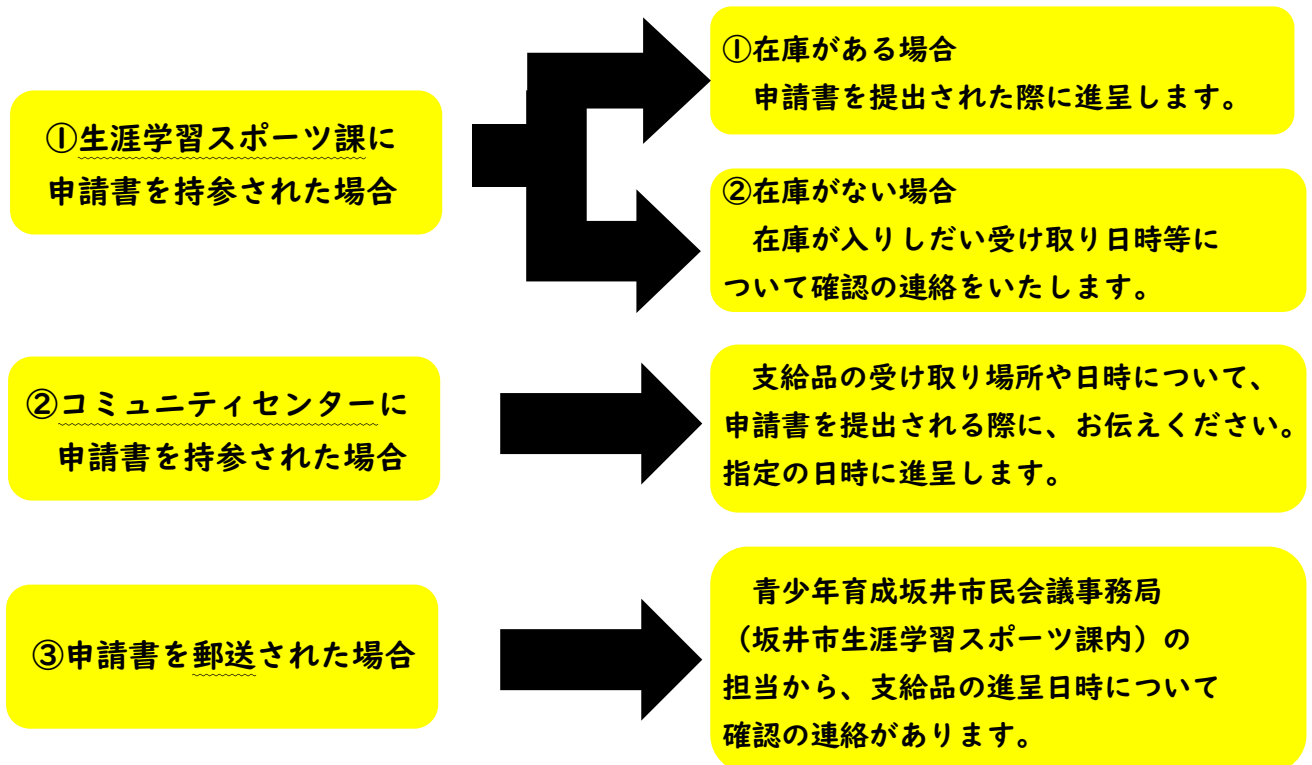 ①生涯学習スポーツ課に
申請書を持参された場合
①在庫がある場合
申請書を提出された際に進呈します。
②在庫がない場合
在庫が入りしだい受け取り日時等に
ついて確認の連絡をいたします。
②コミュニティセンターに
申請書を持参された場合
支給品の受け取り場所や日時について、
申請書を提出される際に、お伝えください。
指定の日時に進呈します。
③申請書を郵送された場合
青少年育成坂井市民会議事務局
（坂井市生涯学習スポーツ課内）の
担当から、支給品の進呈日時について
確認の連絡があります。